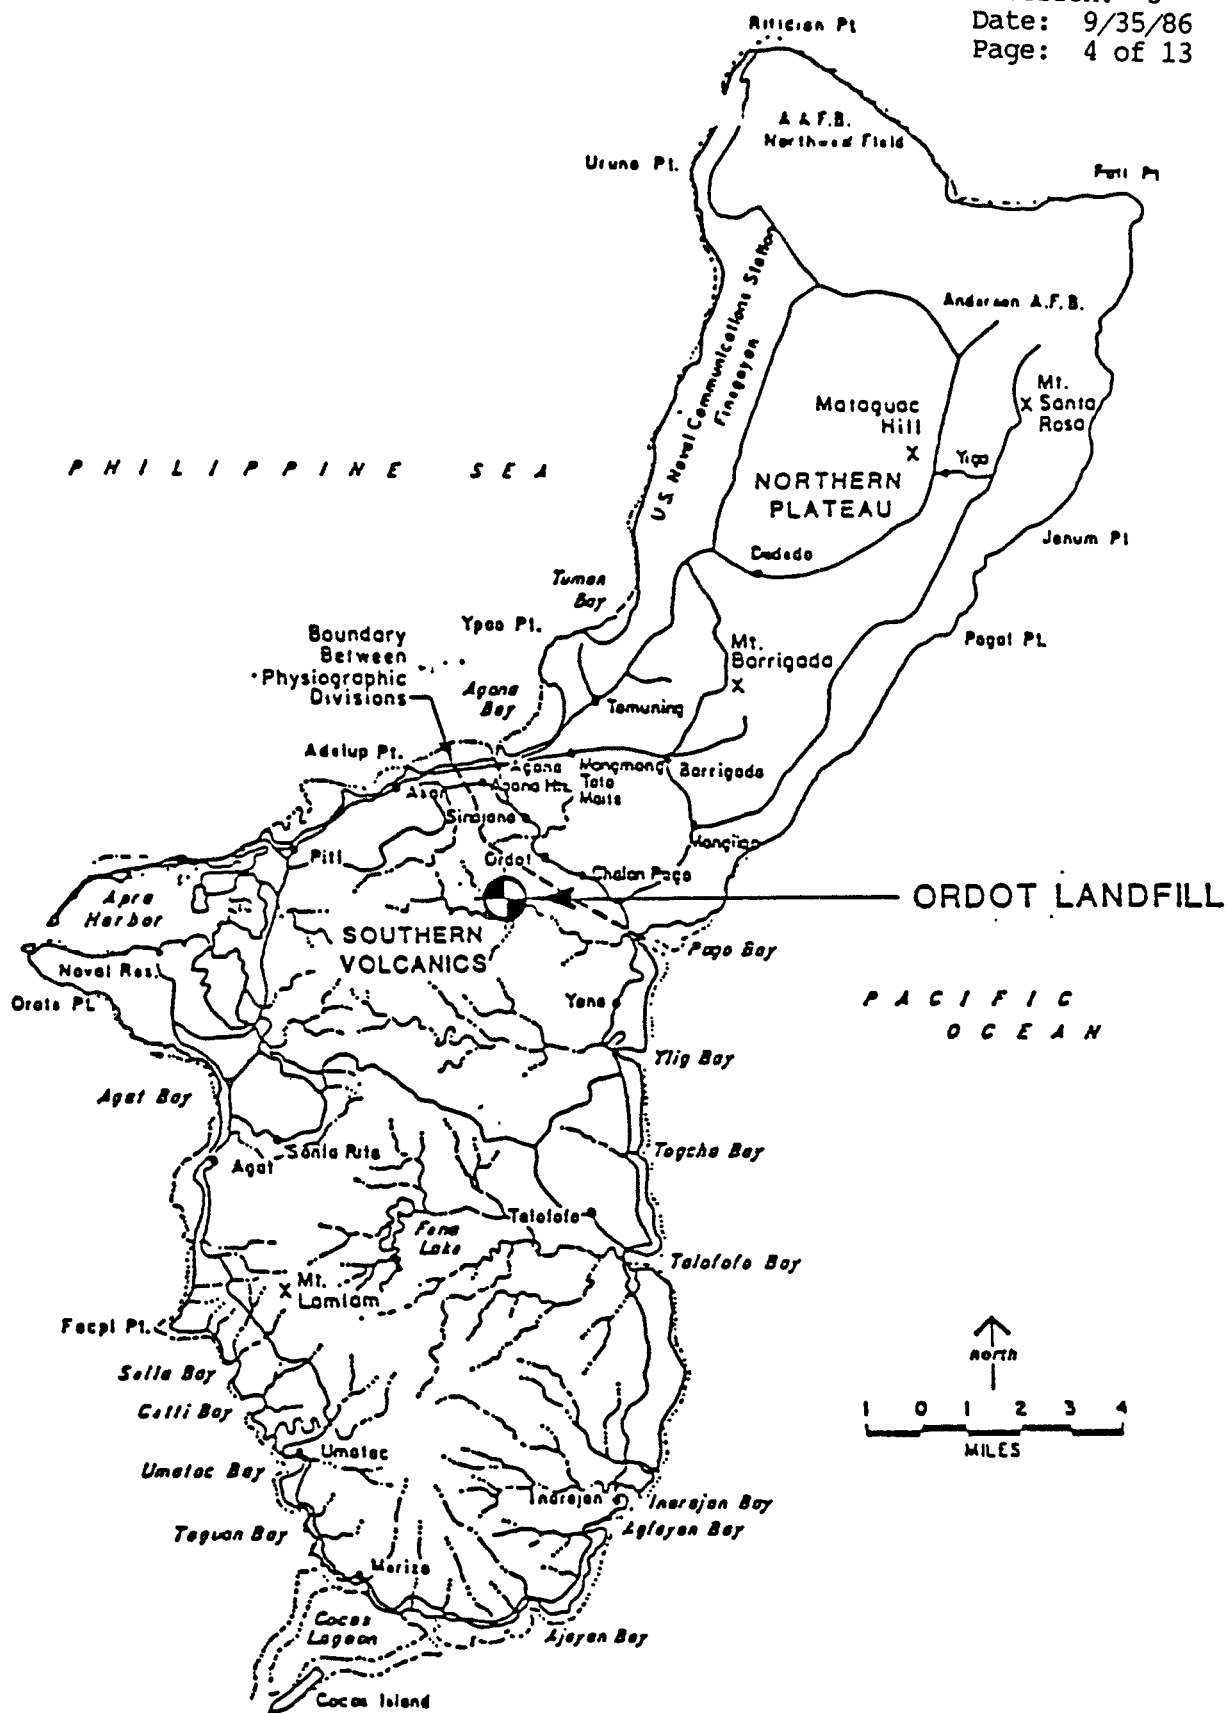 Date: 9/35/86
Page: 4 of 13
Ritidian Pt
A A F.B.
Northwest Field
Uruno Pt.
Pati Pt
U.S. Naval Communications Station
Finegayan
Andersen A.F.B.
Mt.
Santa
Rosa
Mataguac
Hill
PHILIPPINE SEA
Yigo
NORTHERN
PLATEAU
Janum Pt
Dededo
Tumon
Bay
Ypao Pt.
Pagat Pt.
Boundary
Between
Physiographic
Divisions
Mt.
Barrigada
Agana
Bay
Tamuning
Adelup Pt.
Agana
Mangmong
Toto
Maite
Barrigada
Agana Hts.
Asan
Sinajana
Mangilao
Piti
Ordot
Chalan Pago
Apra
Harbor
ORDOT LANDFILL
SOUTHERN
VOLCANICS
Pago Bay
Naval Res.
Orote Pt.
Yona
PACIFIC
OCEAN
Ylig Bay
Agat Bay
Santa Rita
Agat
Togcha Bay
Talofofo
Fena
Lake
Talofofo Bay
Mt.
Lamlam
Facpi Pt.
north
Sella Bay
Cetti Bay
1 0 1 2 3 4
MILES
Umatac
Umatac Bay
Inarajan
Inarajan Bay
Agfayan Bay
Toguan Bay
Merizo
Cocos
Lagoon
Ajayan Bay
Cocos Island